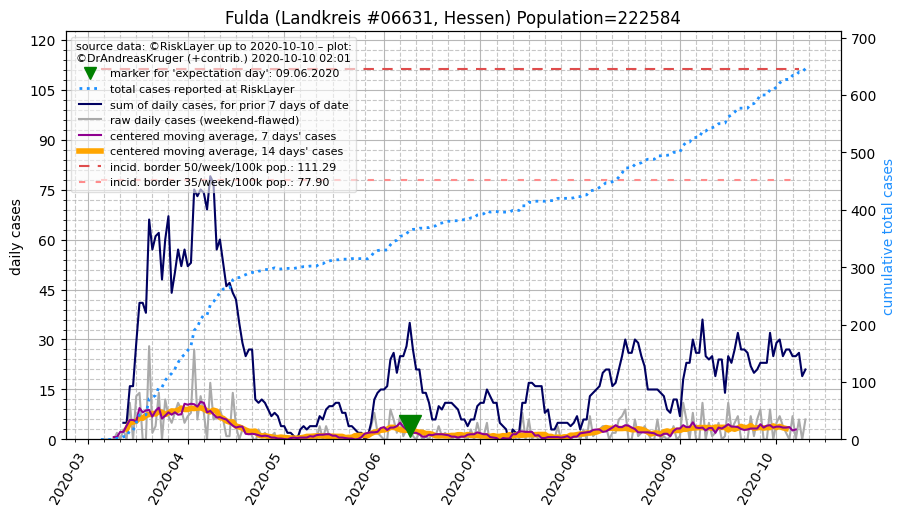 Fulda (Landkreis #06631, Hessen) Population=222584
source data: ©RiskLayer up to 2020-10-10 – plot:
©DrAndreasKruger (+contrib.) 2020-10-10 02:01
marker for 'expectation day': 09.06.2020
total cases reported at RiskLayer
sum of daily cases, for prior 7 days of date
raw daily cases (weekend-flawed)
centered moving average, 7 days' cases
centered moving average, 14 days' cases
incid. border 50/week/100k pop.: 111.29
incid. border 35/week/100k pop.: 77.90
daily cases
120
105
90
75
60
45
30
15
0
cumulative total cases
700
600
500
400
300
200
100
0
2020-03
2020-04
2020-05
2020-06
2020-07
2020-08
2020-09
2020-10